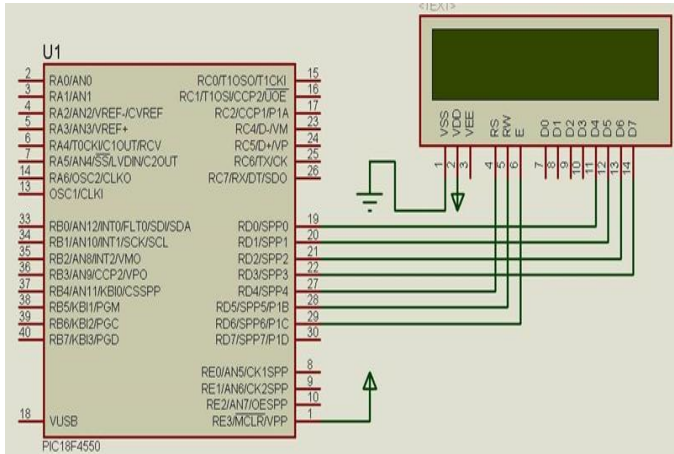 <TEXT>
U1
2 RA0/AN0 RC0/T1OSO/T1CKI 15
3 RA1/AN1 RC1/T1OSI/CCP2/UOE 16
4 RA2/AN2/VREF-/CVREF RC2/CCP1/P1A 17
5 RA3/AN3/VREF+ RC4/D-/VM 23
6 RA4/T0CKI/C1OUT/RCV RC5/D+/VP 24
7 RA5/AN4/SS/LVDIN/C2OUT RC6/TX/CK 25
14 RA6/OSC2/CLKO RC7/RX/DT/SDO 26
13 OSC1/CLKI
33 RB0/AN12/INT0/FLT0/SDI/SDA RD0/SPP0 19
34 RB1/AN10/INT1/SCK/SCL RD1/SPP1 20
35 RB2/AN8/INT2/VMO RD2/SPP2 21
36 RB3/AN9/CCP2/VPO RD3/SPP3 22
37 RB4/AN11/KBI0/CSSPP RD4/SPP4 27
38 RB5/KBI1/PGM RD5/SPP5/P1B 28
39 RB6/KBI2/PGC RD6/SPP6/P1C 29
40 RB7/KBI3/PGD RD7/SPP7/P1D 30
RE0/AN5/CK1SPP 8
RE1/AN6/CK2SPP 9
RE2/AN7/OESPP 10
18 VUSB RE3/MCLR/VPP 1
PIC18F4550
VSS VDD VEE RS RW E D0 D1 D2 D3 D4 D5 D6 D7
1 2 3 4 5 6 7 8 9 10 11 12 13 14